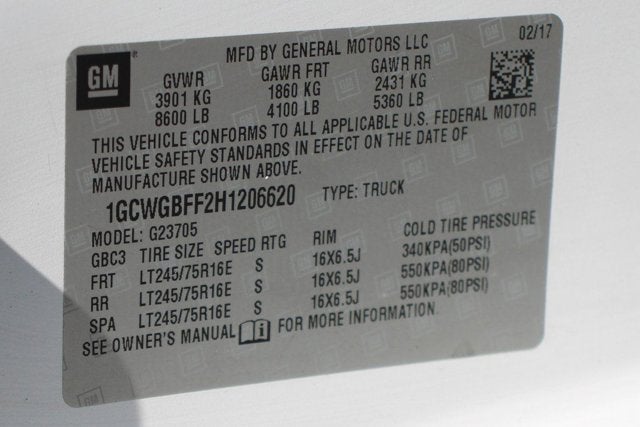 GM
MFD BY GENERAL MOTORS LLC 02/17
GVWR GAWR FRT GAWR RR
3901 KG 1860 KG 2431 KG
8600 LB 4100 LB 5360 LB
THIS VEHICLE CONFORMS TO ALL APPLICABLE U.S. FEDERAL MOTOR
VEHICLE SAFETY STANDARDS IN EFFECT ON THE DATE OF
MANUFACTURE SHOWN ABOVE.
1GCWGBFF2H1206620 TYPE: TRUCK
MODEL: G23705
GBC3 TIRE SIZE SPEED RTG RIM COLD TIRE PRESSURE
FRT LT245/75R16E S 16X6.5J 340KPA(50PSI)
RR LT245/75R16E S 16X6.5J 550KPA(80PSI)
SPA LT245/75R16E S 16X6.5J 550KPA(80PSI)
SEE OWNER'S MANUAL FOR MORE INFORMATION